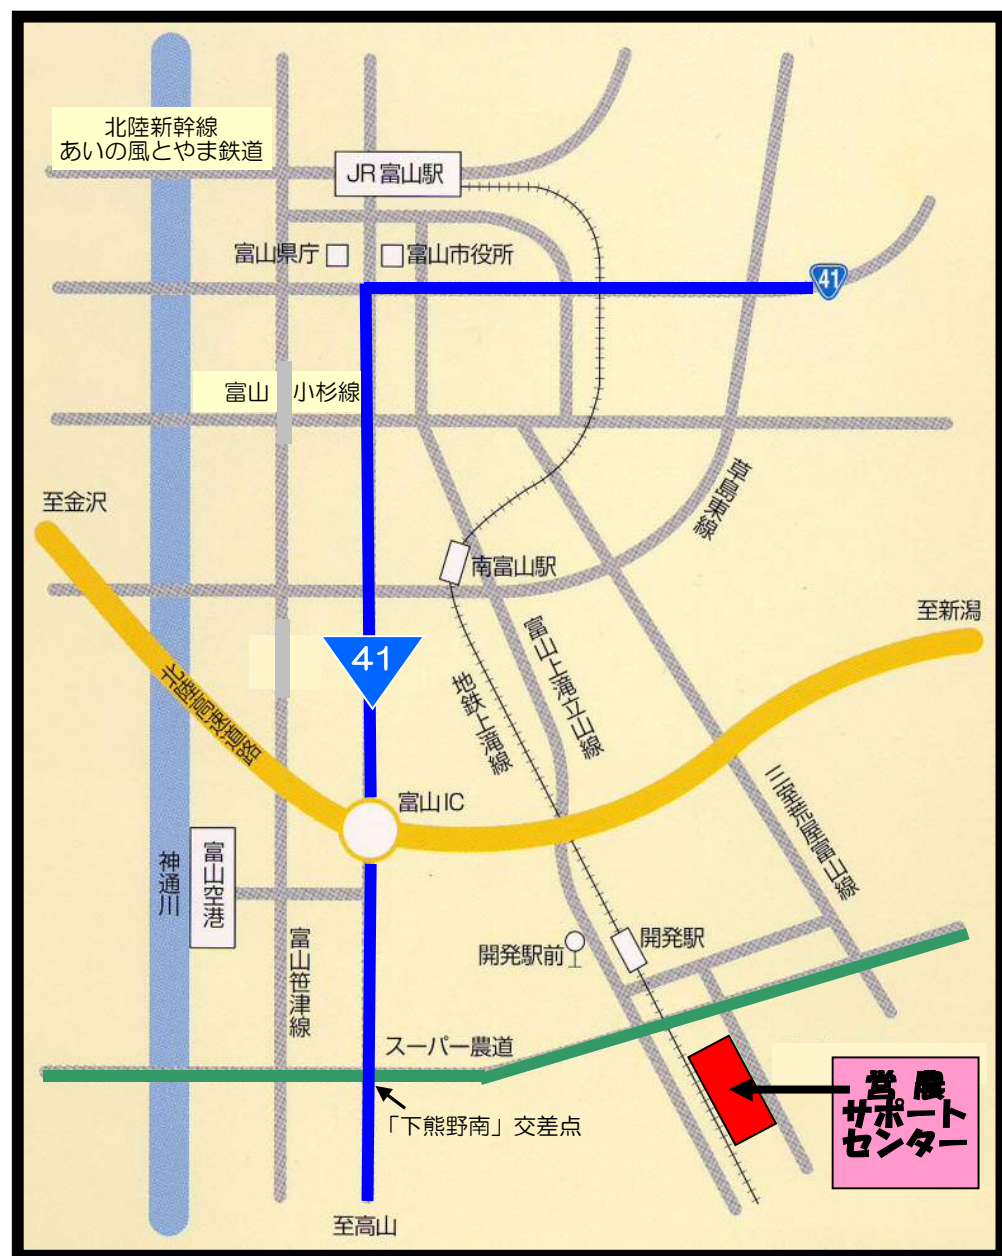 北陸新幹線
あいの風とやま鉄道
JR富山駅
富山県庁
富山市役所
41
富山
小杉線
草島東線
至金沢
南富山駅
至新潟
41
富山上滝立山線
地鉄上滝線
北陸高速道路
三室荒屋富山線
富山IC
神通川
富山空港
富山笹津線
開発駅前
開発駅
スーパー農道
「下熊野南」交差点
営農
サポート
センター
至高山